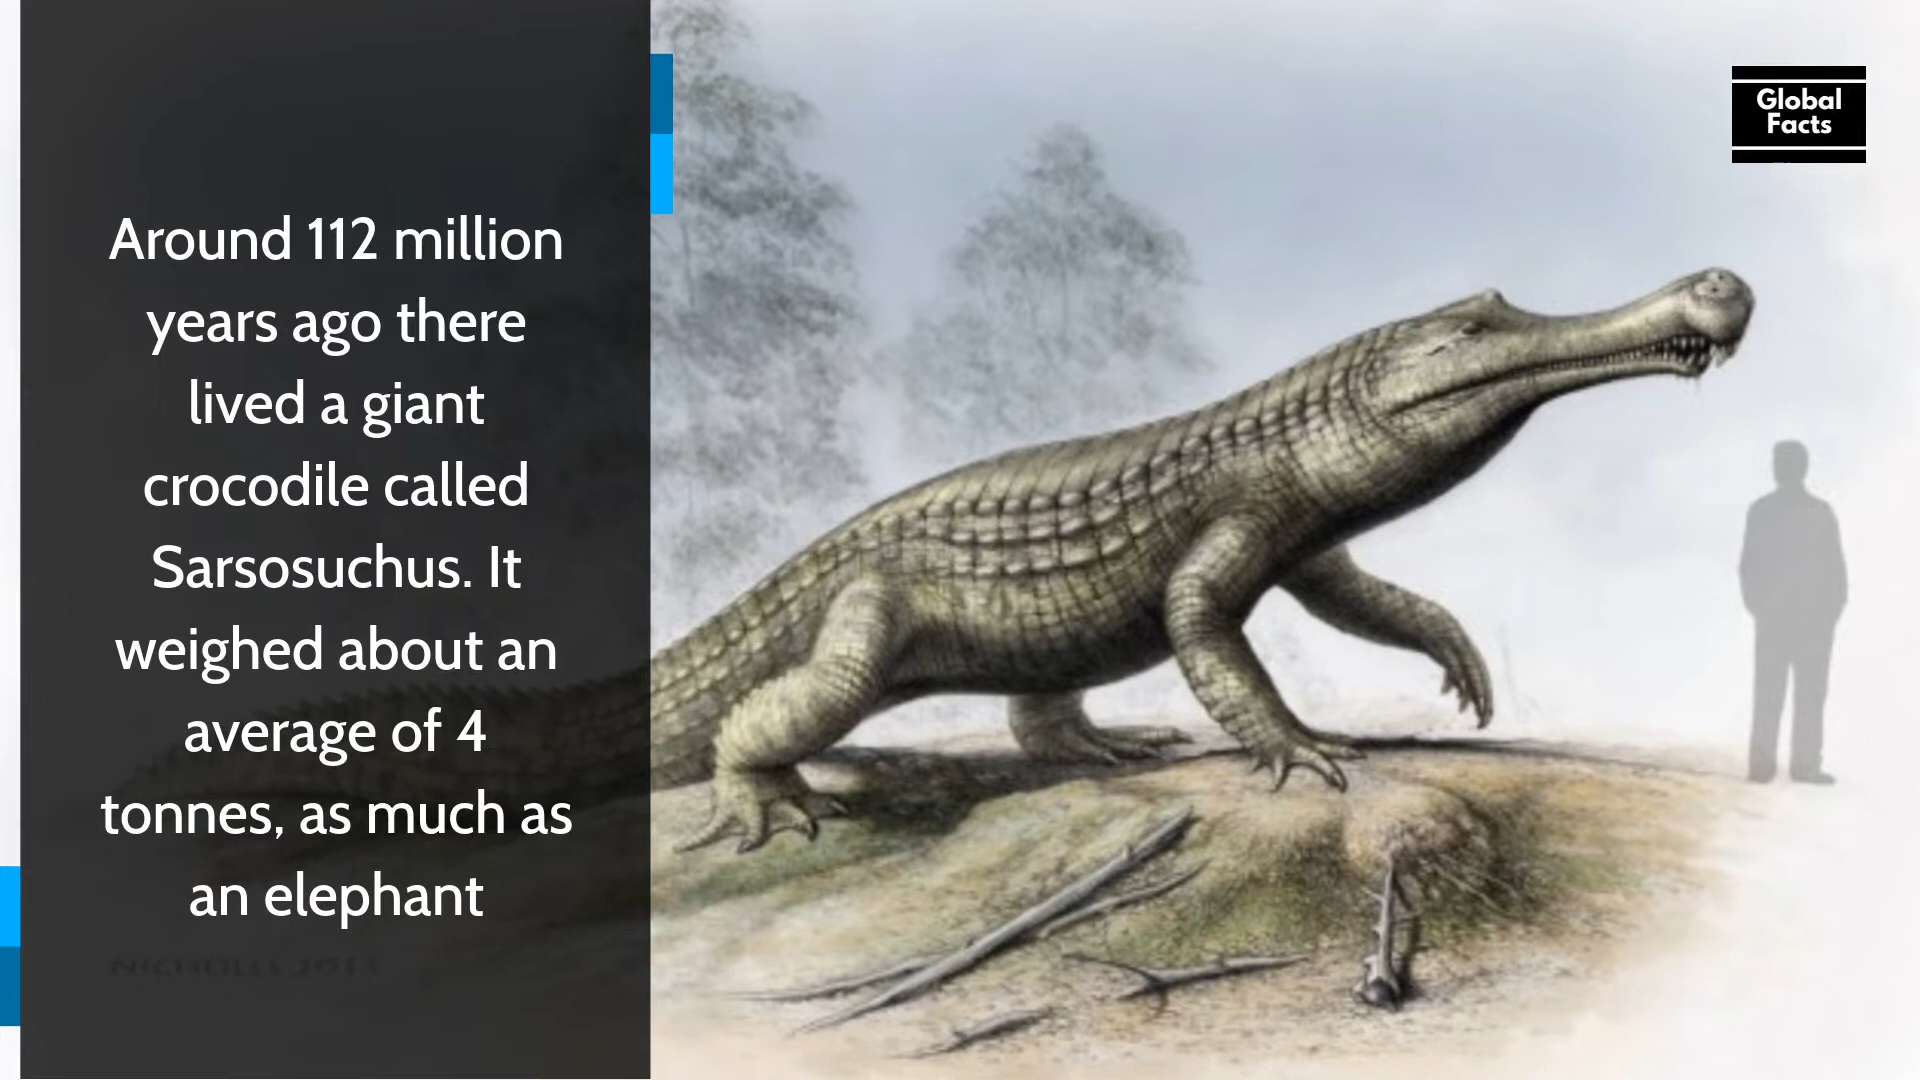 Around 112 million
years ago there
lived a giant
crocodile called
Sarsosuchus. It
weighed about an
average of 4
tonnes, as much as
an elephant
Global
Facts